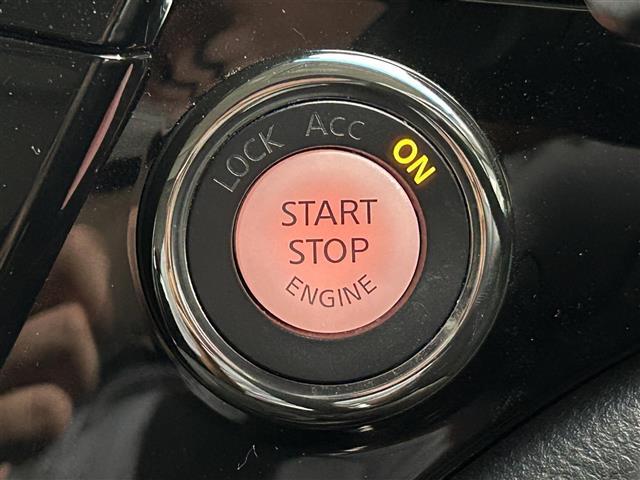 LOCK ACC ON
START
STOP
ENGINE